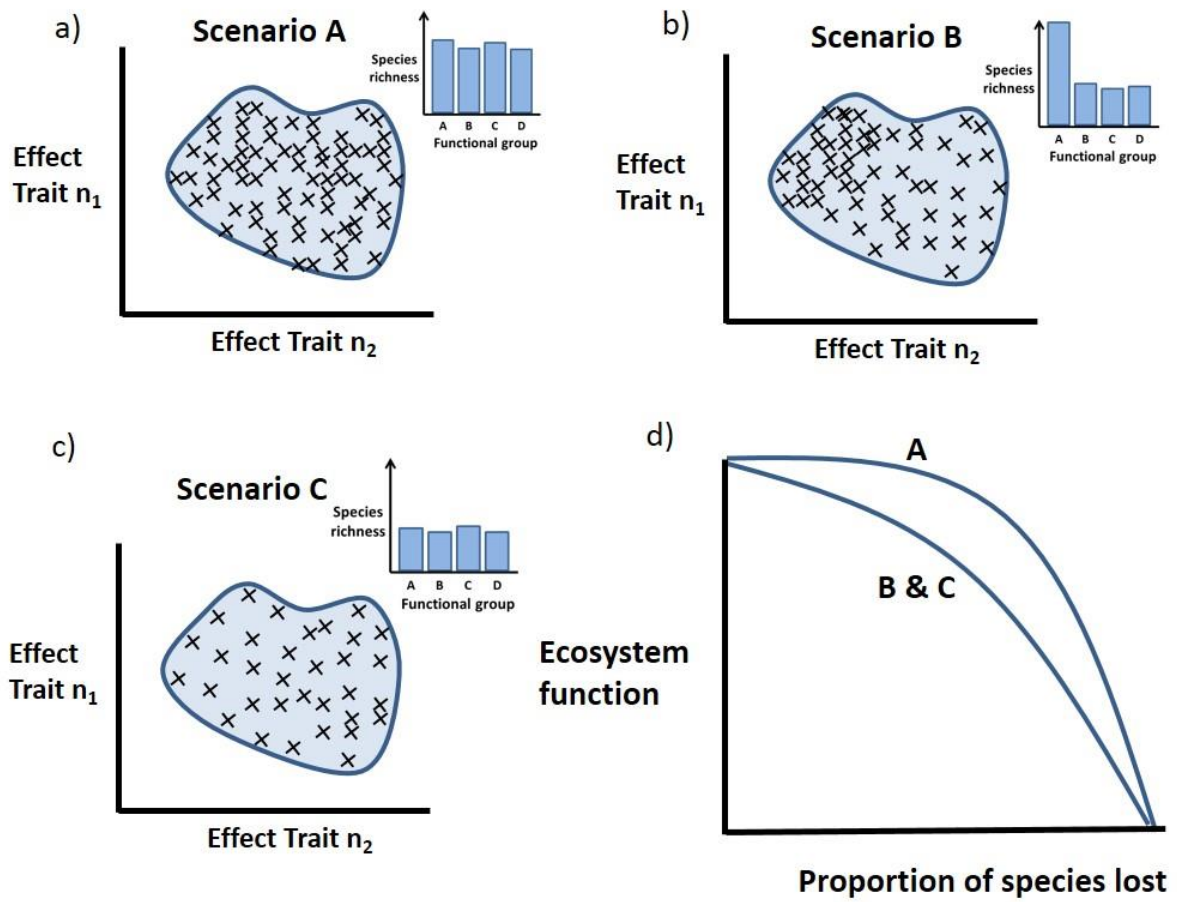 a)
Scenario A
Species
richness
A B C D
Functional group
Effect
Trait n₁
Effect Trait n₂
b)
Scenario B
Species
richness
A B C D
Functional group
Effect
Trait n₁
Effect Trait n₂
c)
Scenario C
Species
richness
A B C D
Functional group
Effect
Trait n₁
Effect Trait n₂
d)
A
B & C
Ecosystem
function
Proportion of species lost